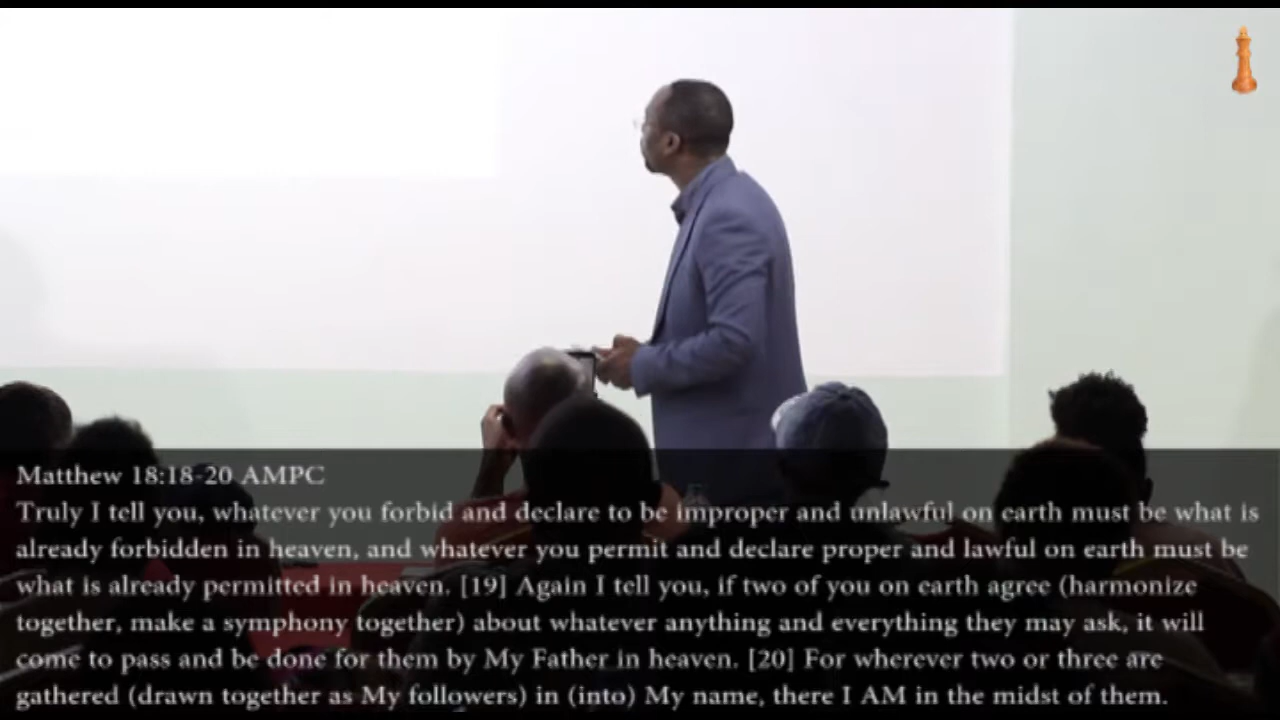 Matthew 18:18-20 AMPC
Truly I tell you, whatever you forbid and declare to be improper and unlawful on earth must be what is
already forbidden in heaven, and whatever you permit and declare proper and lawful on earth must be
what is already permitted in heaven. [19] Again I tell you, if two of you on earth agree (harmonize
together, make a symphony together) about whatever anything and everything they may ask, it will
come to pass and be done for them by My Father in heaven. [20] For wherever two or three are
gathered (drawn together as My followers) in (into) My name, there I AM in the midst of them.